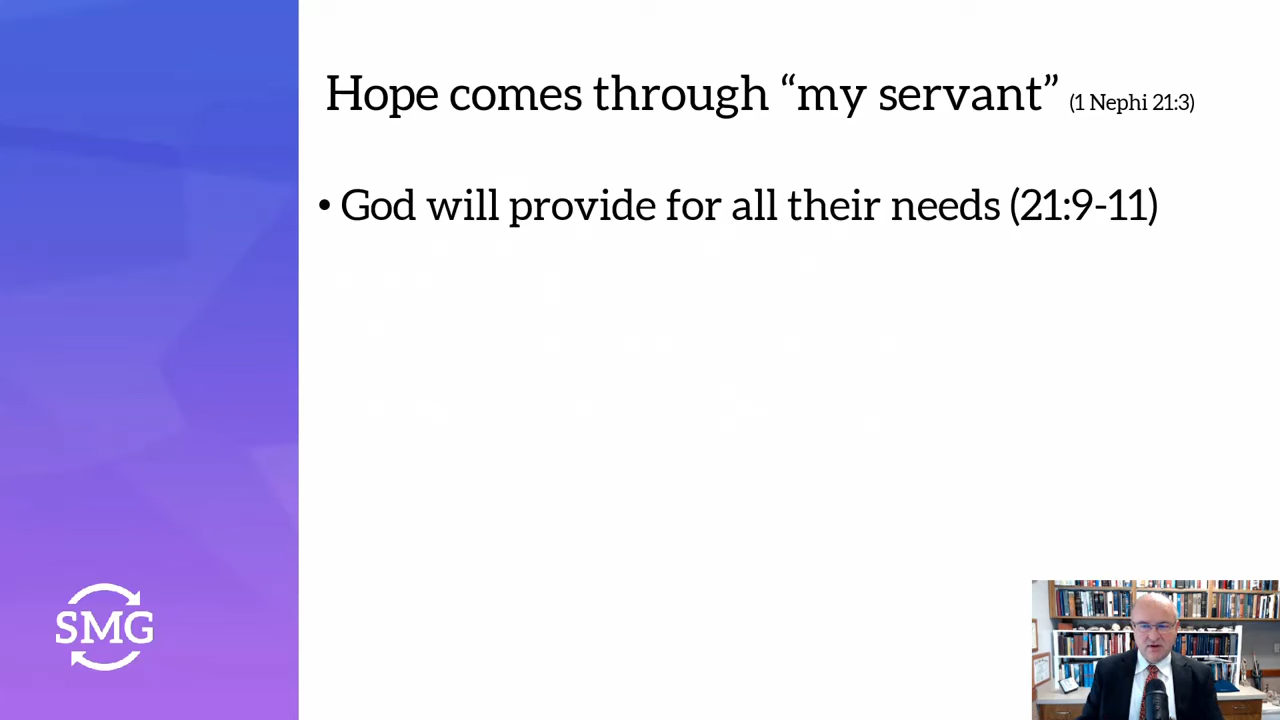 Hope comes through “my servant” (1 Nephi 21:3)
• God will provide for all their needs (21:9-11)
SMG